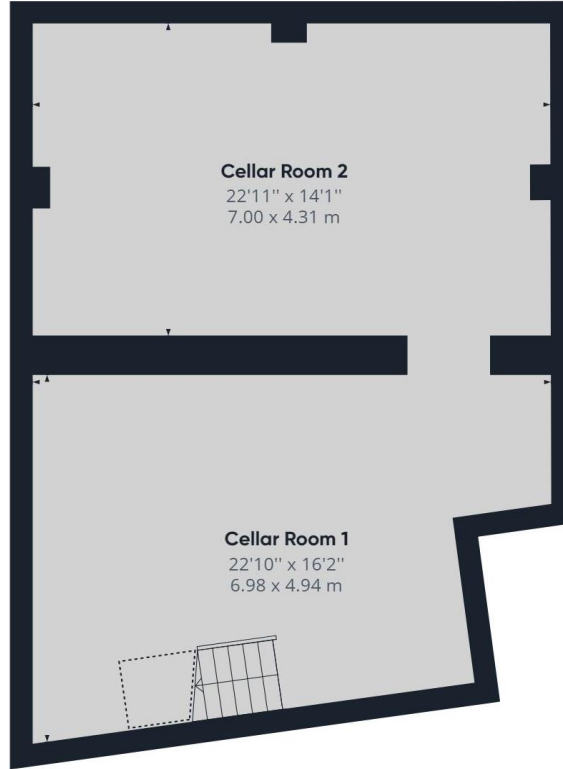 Cellar Room 2
22'11'' x 14'1''
7.00 x 4.31 m
Cellar Room 1
22'10'' x 16'2''
6.98 x 4.94 m